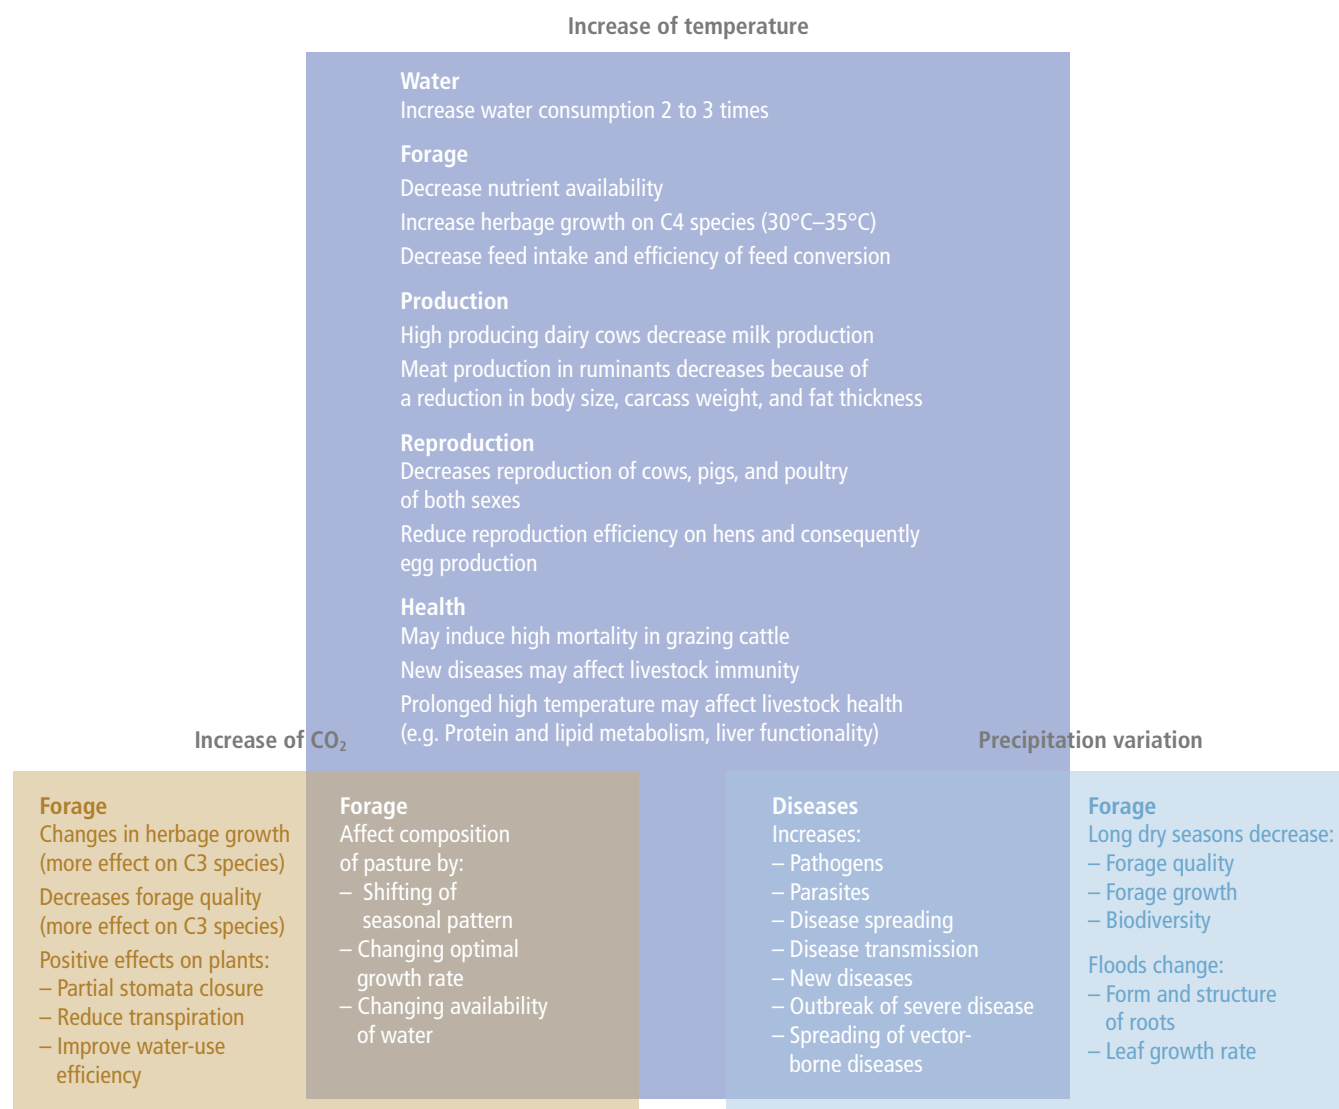 Increase of temperature
Water
Increase water consumption 2 to 3 times
Forage
Decrease nutrient availability
Increase herbage growth on C4 species (30°C–35°C)
Decrease feed intake and efficiency of feed conversion
Production
High producing dairy cows decrease milk production
Meat production in ruminants decreases because of
a reduction in body size, carcass weight, and fat thickness
Reproduction
Decreases reproduction of cows, pigs, and poultry
of both sexes
Reduce reproduction efficiency on hens and consequently
egg production
Health
May induce high mortality in grazing cattle
New diseases may affect livestock immunity
Prolonged high temperature may affect livestock health
(e.g. Protein and lipid metabolism, liver functionality)
Increase of CO₂
Forage
Changes in herbage growth
(more effect on C3 species)
Decreases forage quality
(more effect on C3 species)
Positive effects on plants:
– Partial stomata closure
– Reduce transpiration
– Improve water-use
efficiency
Forage
Affect composition
of pasture by:
– Shifting of
seasonal pattern
– Changing optimal
growth rate
– Changing availability
of water
Precipitation variation
Diseases
Increases:
– Pathogens
– Parasites
– Disease spreading
– Disease transmission
– New diseases
– Outbreak of severe disease
– Spreading of vector-
borne diseases
Forage
Long dry seasons decrease:
– Forage quality
– Forage growth
– Biodiversity
Floods change:
– Form and structure
of roots
– Leaf growth rate